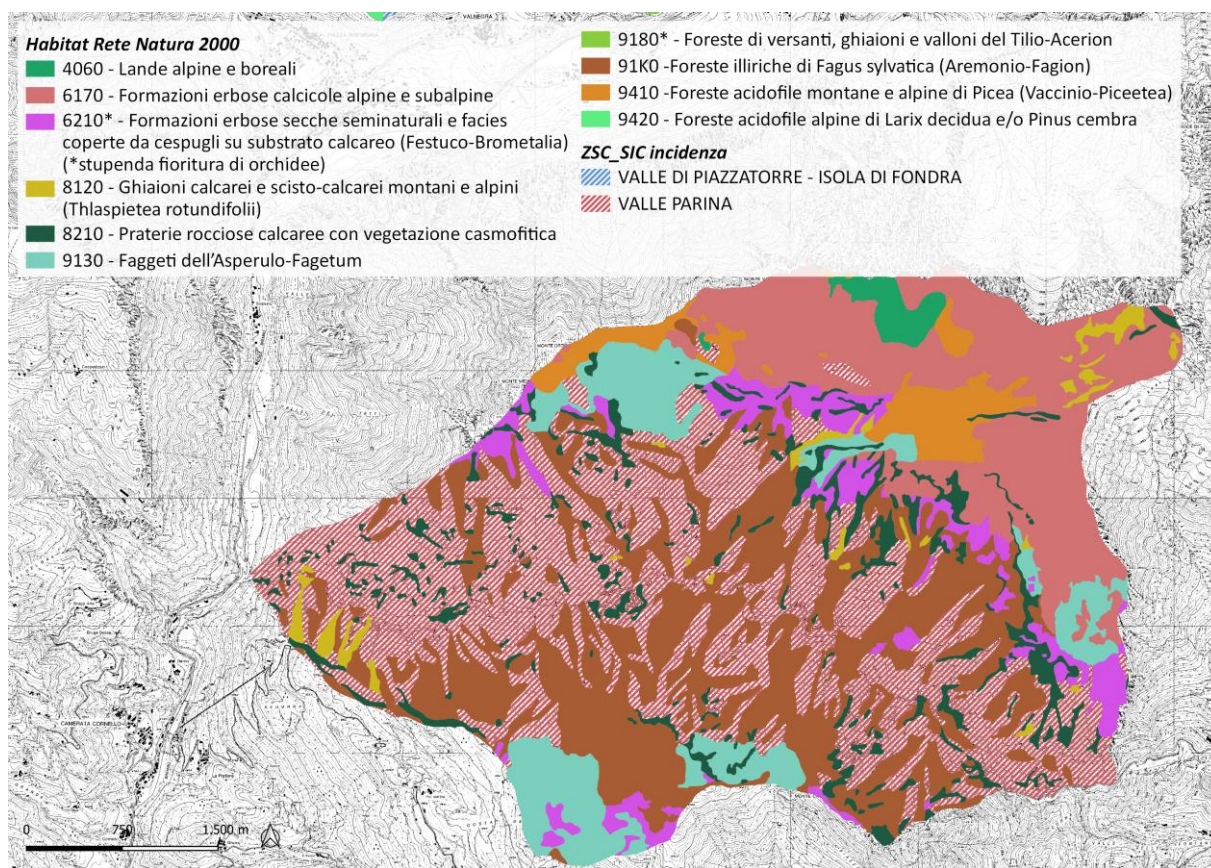 VALNEGRA
Habitat Rete Natura 2000
4060 - Lande alpine e boreali
6170 - Formazioni erbose calcicole alpine e subalpine
6210* - Formazioni erbose secche seminaturali e facies
coperte da cespugli su substrato calcareo (Festuco-Brometalia)
(*stupenda fioritura di orchidee)
8120 - Ghiaioni calcarei e scisto-calcarei montani e alpini
(Thlaspietea rotundifolii)
8210 - Praterie rocciose calcaree con vegetazione casmofitica
9130 - Faggeti dell'Asperulo-Fagetum
9180* - Foreste di versanti, ghiaioni e valloni del Tilio-Acerion
91K0 -Foreste illiriche di Fagus sylvatica (Aremonio-Fagion)
9410 -Foreste acidofile montane e alpine di Picea (Vaccinio-Piceetea)
9420 - Foreste acidofile alpine di Larix decidua e/o Pinus cembra
ZSC_SIC incidenza
VALLE DI PIAZZATORRE - ISOLA DI FONDRA
VALLE PARINA
CAMERATA CORNELLO
0 750 1.500 m